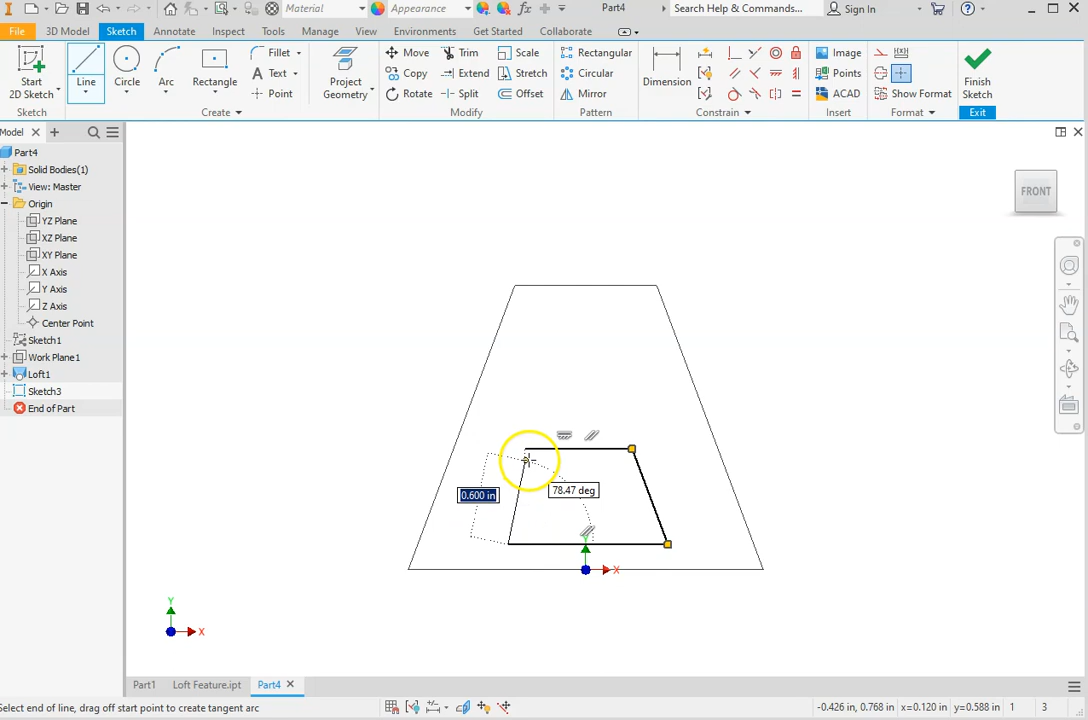 Material
Appearance
fx
Part4
Search Help & Commands...
Sign In
File
3D Model
Sketch
Annotate
Inspect
Tools
Manage
View
Environments
Get Started
Collaborate
Start
2D Sketch
Line
Circle
Arc
Rectangle
Fillet
Text
Point
Project
Geometry
Move
Copy
Rotate
Trim
Extend
Split
Scale
Stretch
Offset
Rectangular
Circular
Mirror
Dimension
Image
Points
ACAD
Show Format
Finish
Sketch
Sketch
Create
Modify
Pattern
Constrain
Insert
Format
Exit
Model
Part4
Solid Bodies(1)
View: Master
Origin
YZ Plane
XZ Plane
XY Plane
X Axis
Y Axis
Z Axis
Center Point
Sketch1
Work Plane1
Loft1
Sketch3
End of Part
FRONT
0.600 in
78.47 deg
Y
X
Y
X
Part1
Loft Feature.ipt
Part4
Select end of line, drag off start point to create tangent arc
-0.426 in, 0.768 in
x=0.120 in
y=0.588 in
1
3